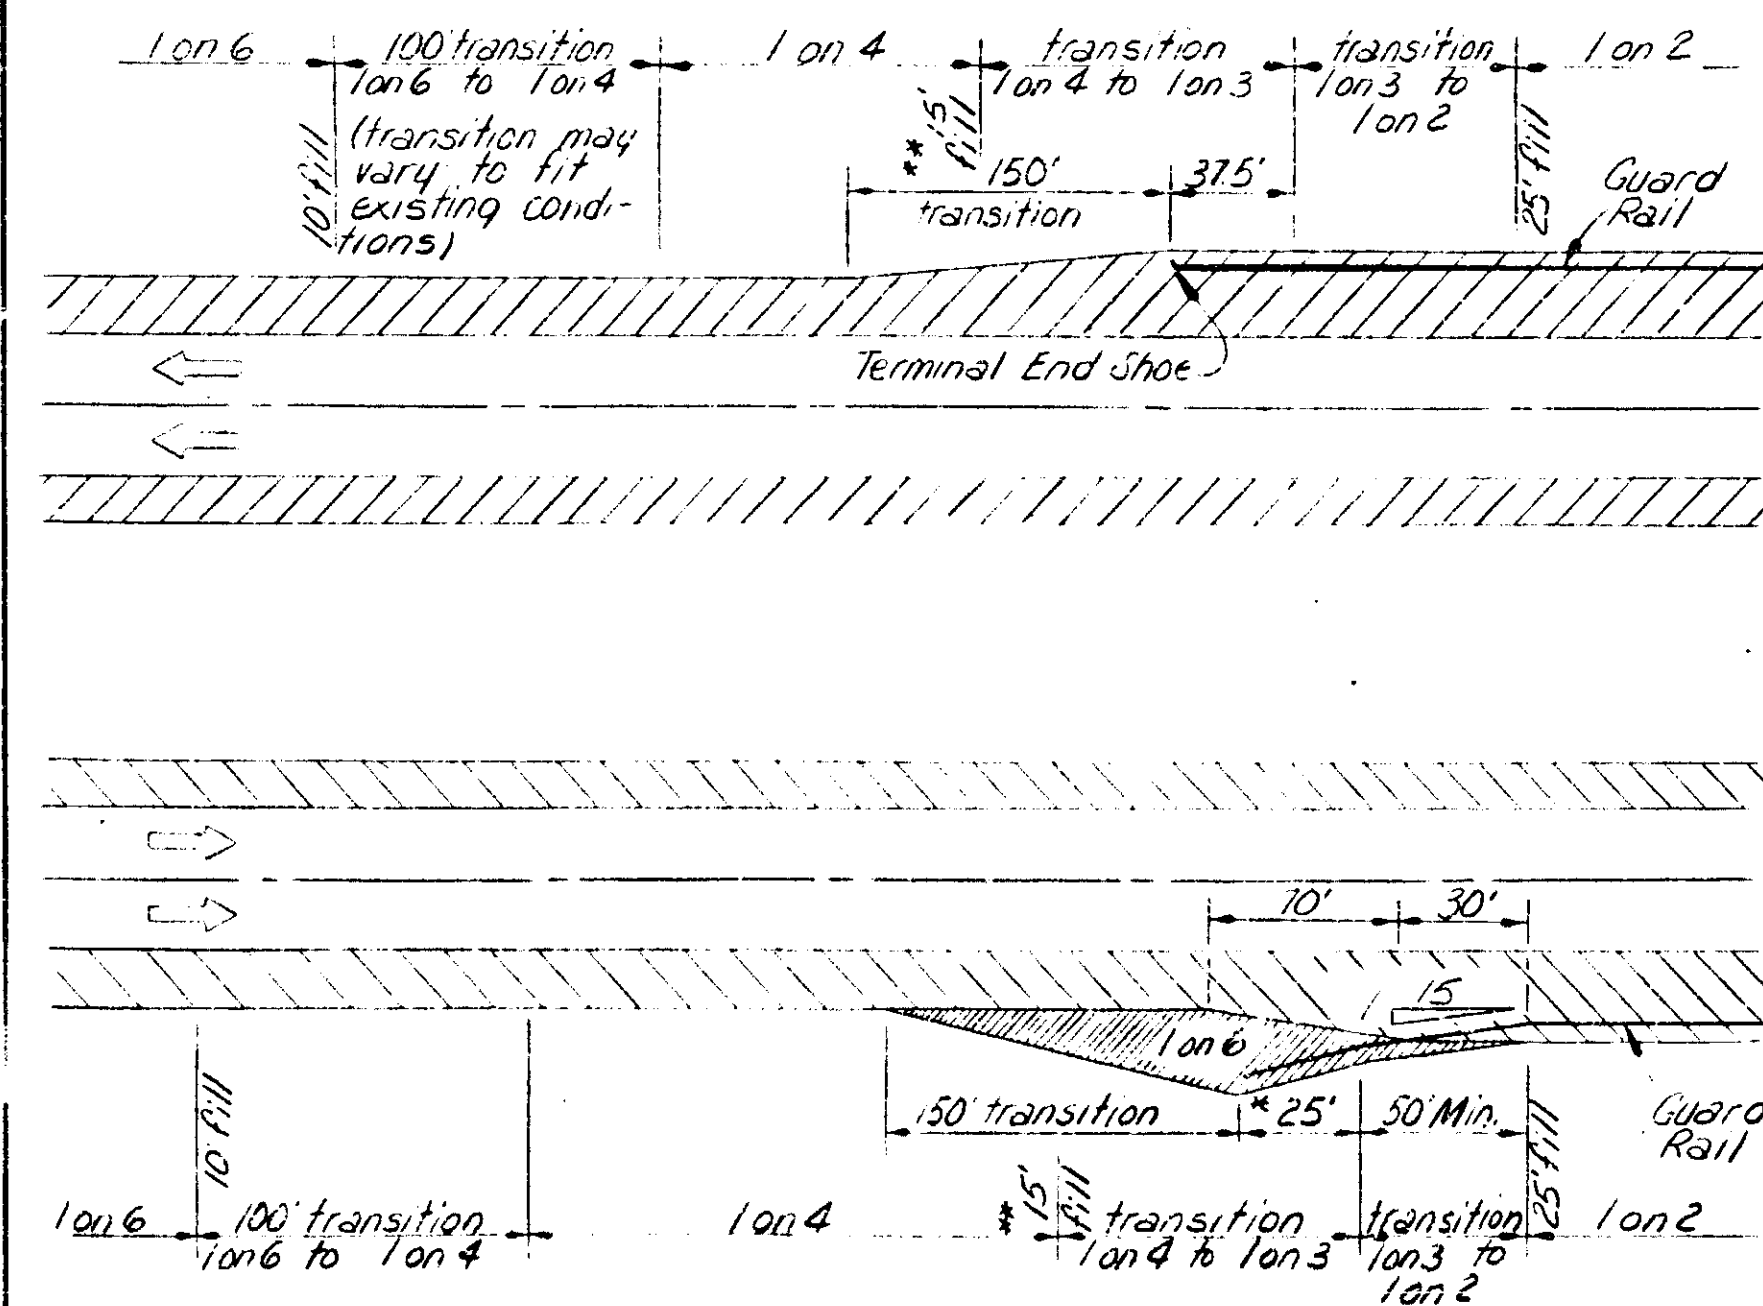 1 on 6
100' transition
1 on 6 to 1 on 4
(transition may
vary to fit
existing condi-
tions)
1 on 4
transition
1 on 4 to 1 on 3
transition
1 on 3 to
1 on 2
1 on 2
10' fill
** 15'
fill
25' fill
150'
transition
37.5'
Guard
Rail
Terminal End Shoe
70'
30'
15
1 on 6
150' transition
* 25'
50' Min.
Guard
Rail
10' fill
** 15'
fill
25' fill
1 on 6
100' transition
1 on 6 to 1 on 4
1 on 4
transition
1 on 4 to 1 on 3
transition
1 on 3 to
1 on 2
1 on 2